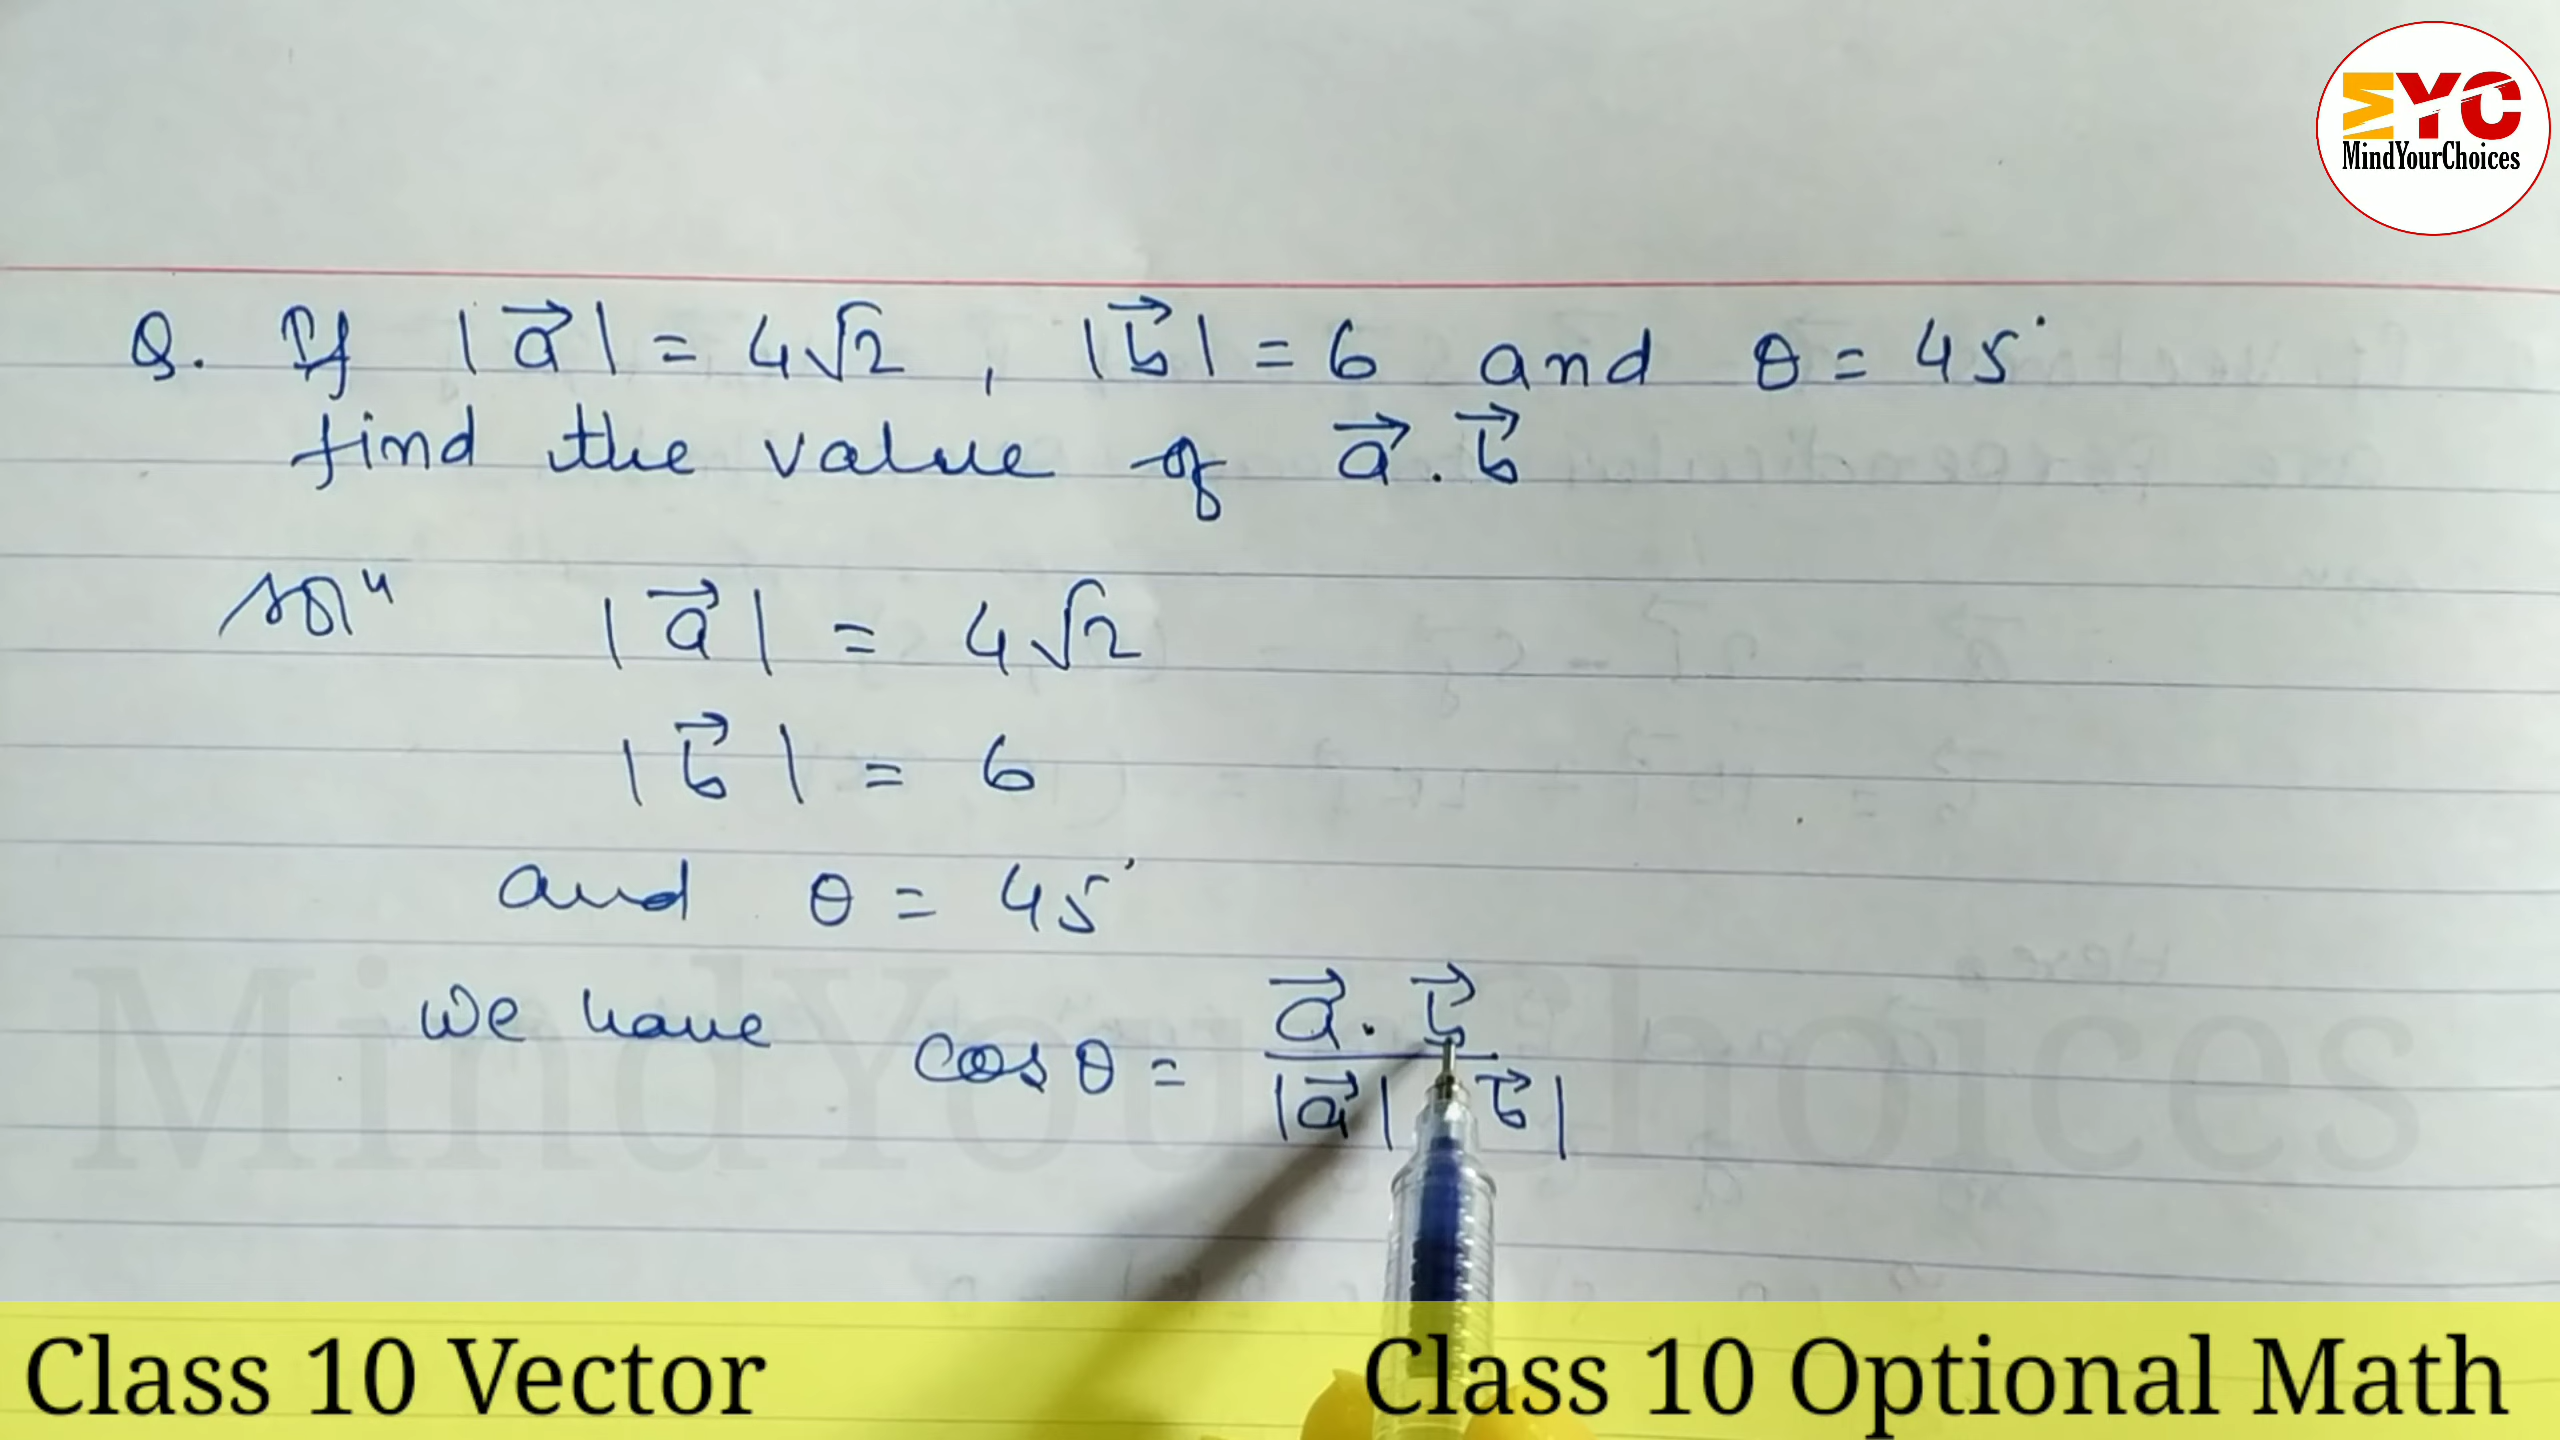 MYC
MindYourChoices
Q. If |a⃗| = 4√2 , |b⃗| = 6 and θ = 45°
find the value of a⃗ . b⃗
solⁿ |a⃗| = 4√2
|b⃗| = 6
and θ = 45°
We have cosθ = a⃗ . b⃗ / |a⃗| |b⃗|
MindYourChoices
Class 10 Vector
Class 10 Optional Math